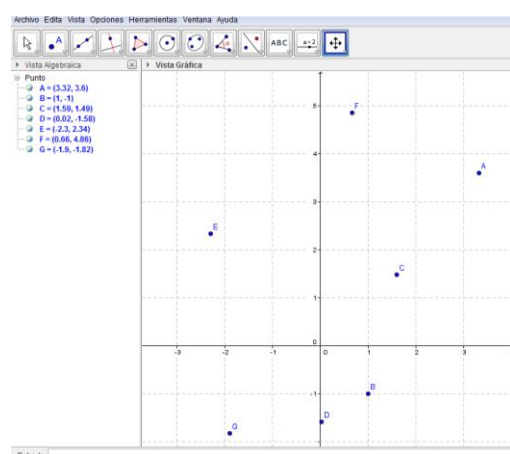 Archivo Edita Vista Opciones Herramientas Ventana Ayuda
A
ABC
a=2
Vista Algebraica
Vista Gráfica
Punto
A = (3.32, 3.6)
B = (1, -1)
C = (1.59, 1.49)
D = (0.02, -1.58)
E = (-2.3, 2.34)
F = (0.66, 4.86)
G = (-1.9, -1.82)
5
F
4
A
3
E
2
C
1
0
-3 -2 -1 0 1 2 3
-1
B
D
G